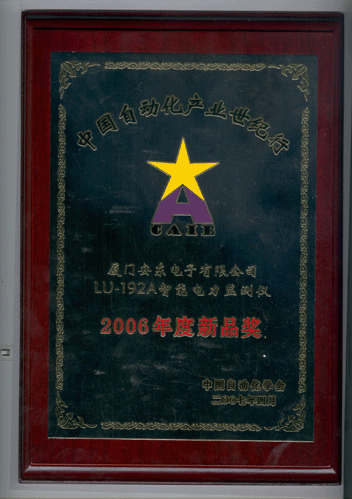 中国自动化产业世纪行
A
CAIE
厦门安东电子有限公司
LU-192A智能电力监测仪
2006年度新品奖
中国自动化学会
二00七年四月